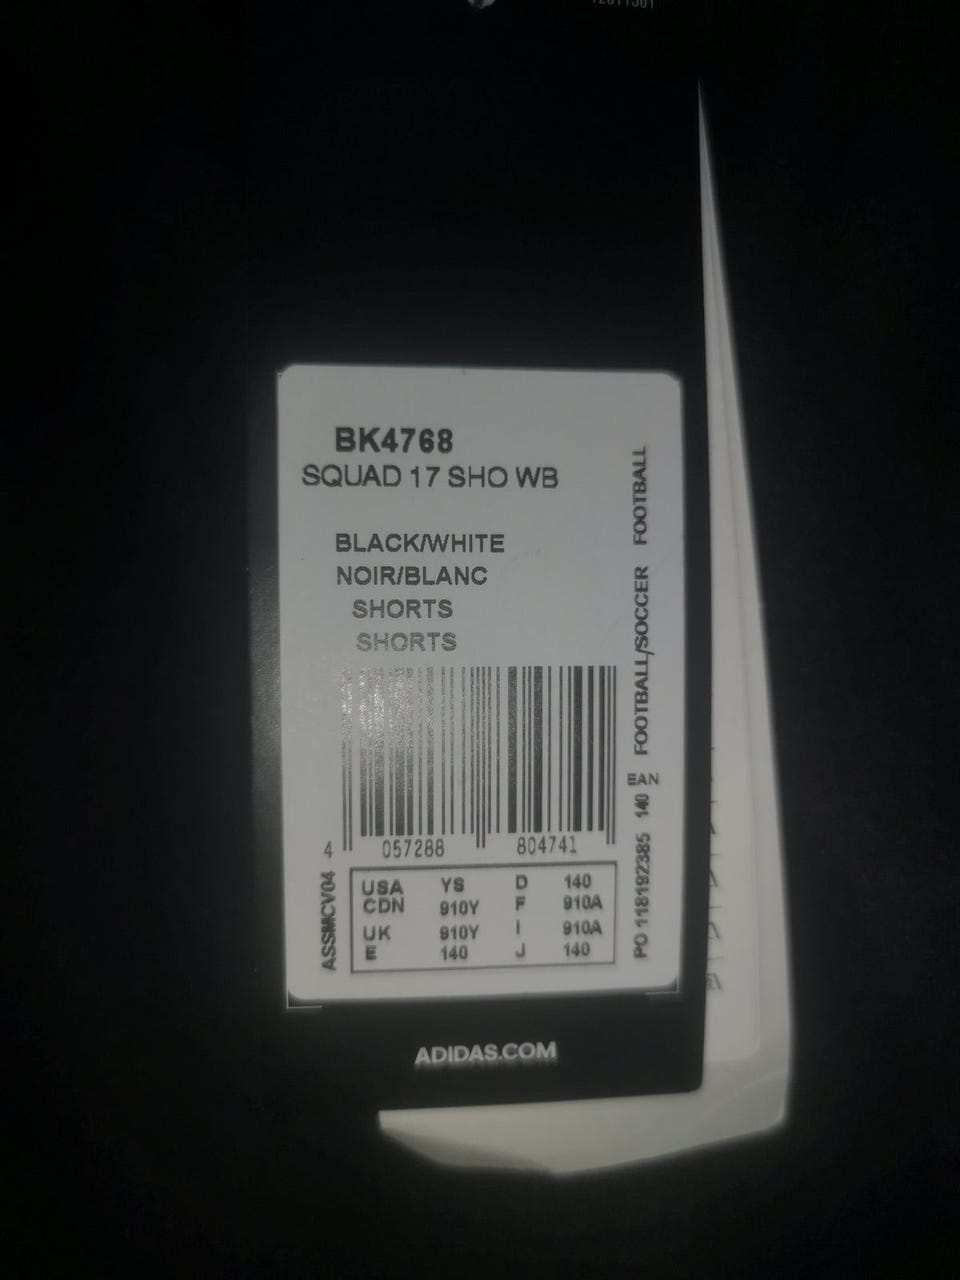 BK4768
SQUAD 17 SHO WB
BLACK/WHITE
NOIR/BLANC
SHORTS
SHORTS
4 057288 804741
USA YS D 140
CDN 910Y F 910A
UK 910Y I 910A
E 140 J 140
ASSMCV04
PO 118192385 140 EAN FOOTBALL/SOCCER FOOTBALL
ADIDAS.COM